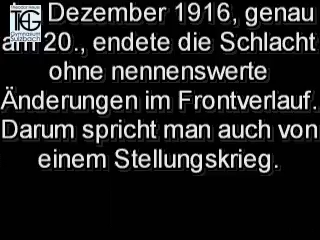 Dezember 1916, genau
am 20., endete die Schlacht
ohne nennenswerte
Änderungen im Frontverlauf.
Darum spricht man auch von
einem Stellungskrieg.